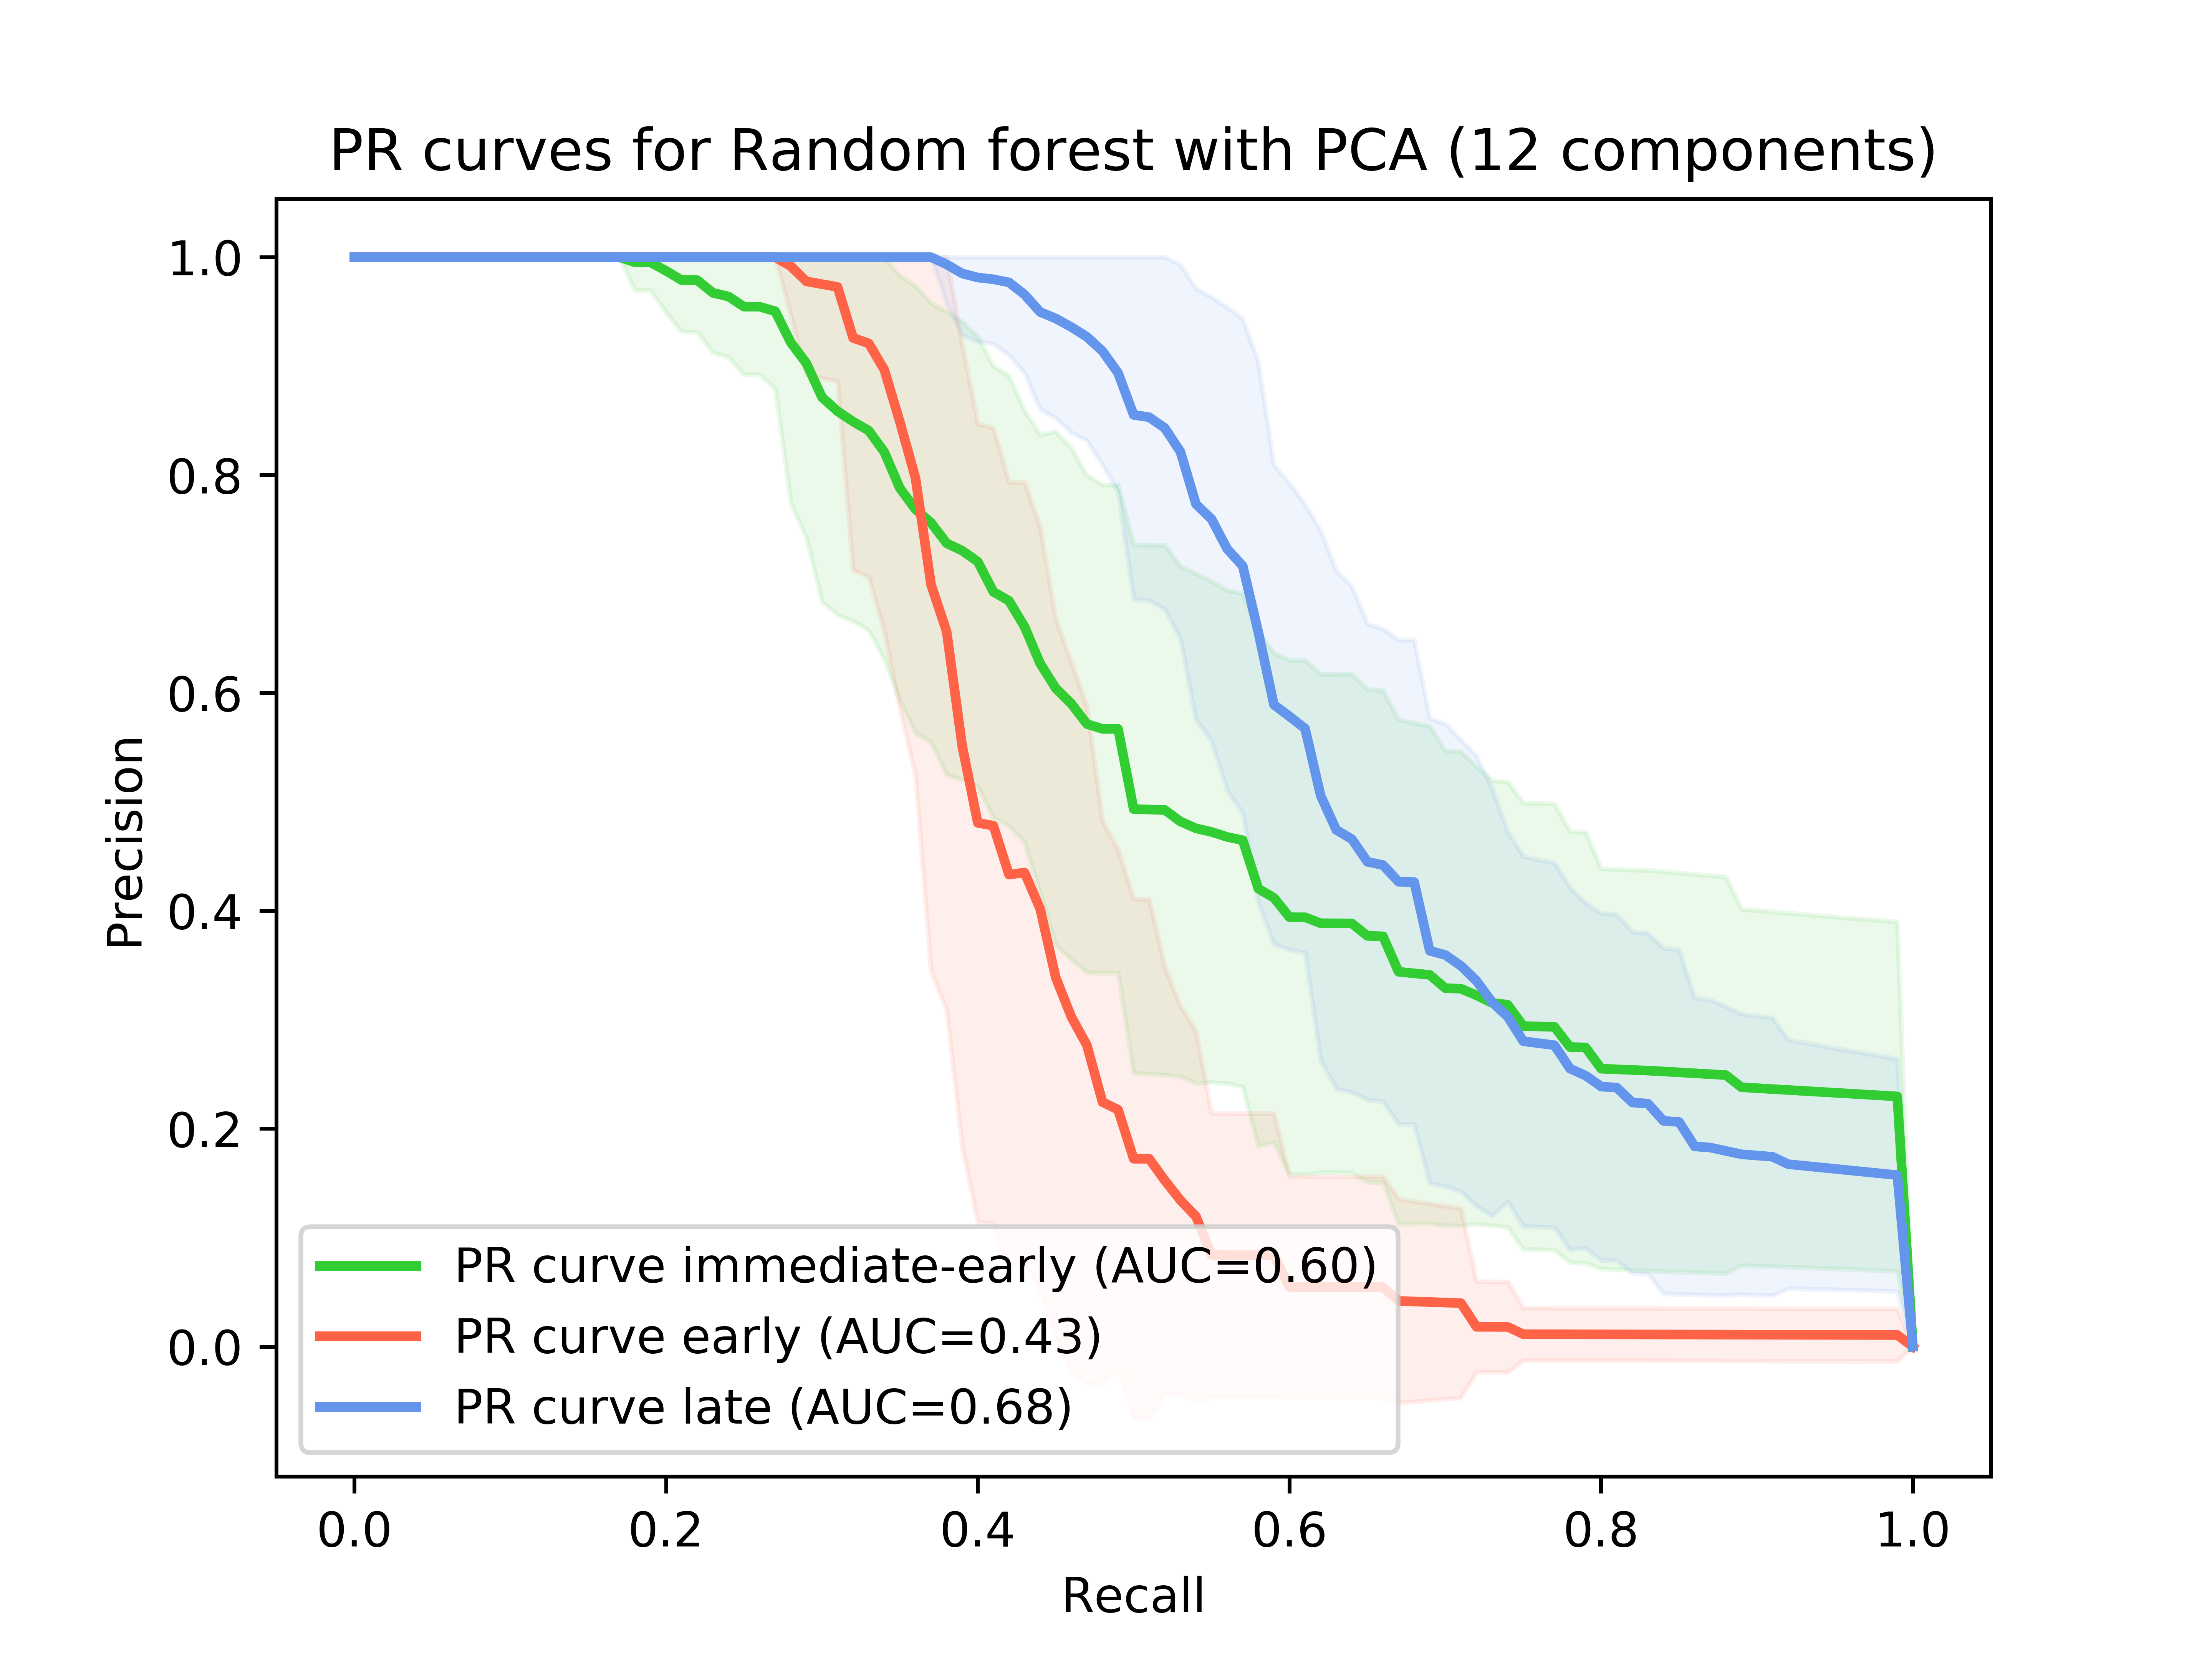 PR curves for Random forest with PCA (12 components)
1.0
0.8
0.6
0.4
0.2
0.0
Precision
PR curve immediate-early (AUC=0.60)
PR curve early (AUC=0.43)
PR curve late (AUC=0.68)
0.0 0.2 0.4 0.6 0.8 1.0
Recall